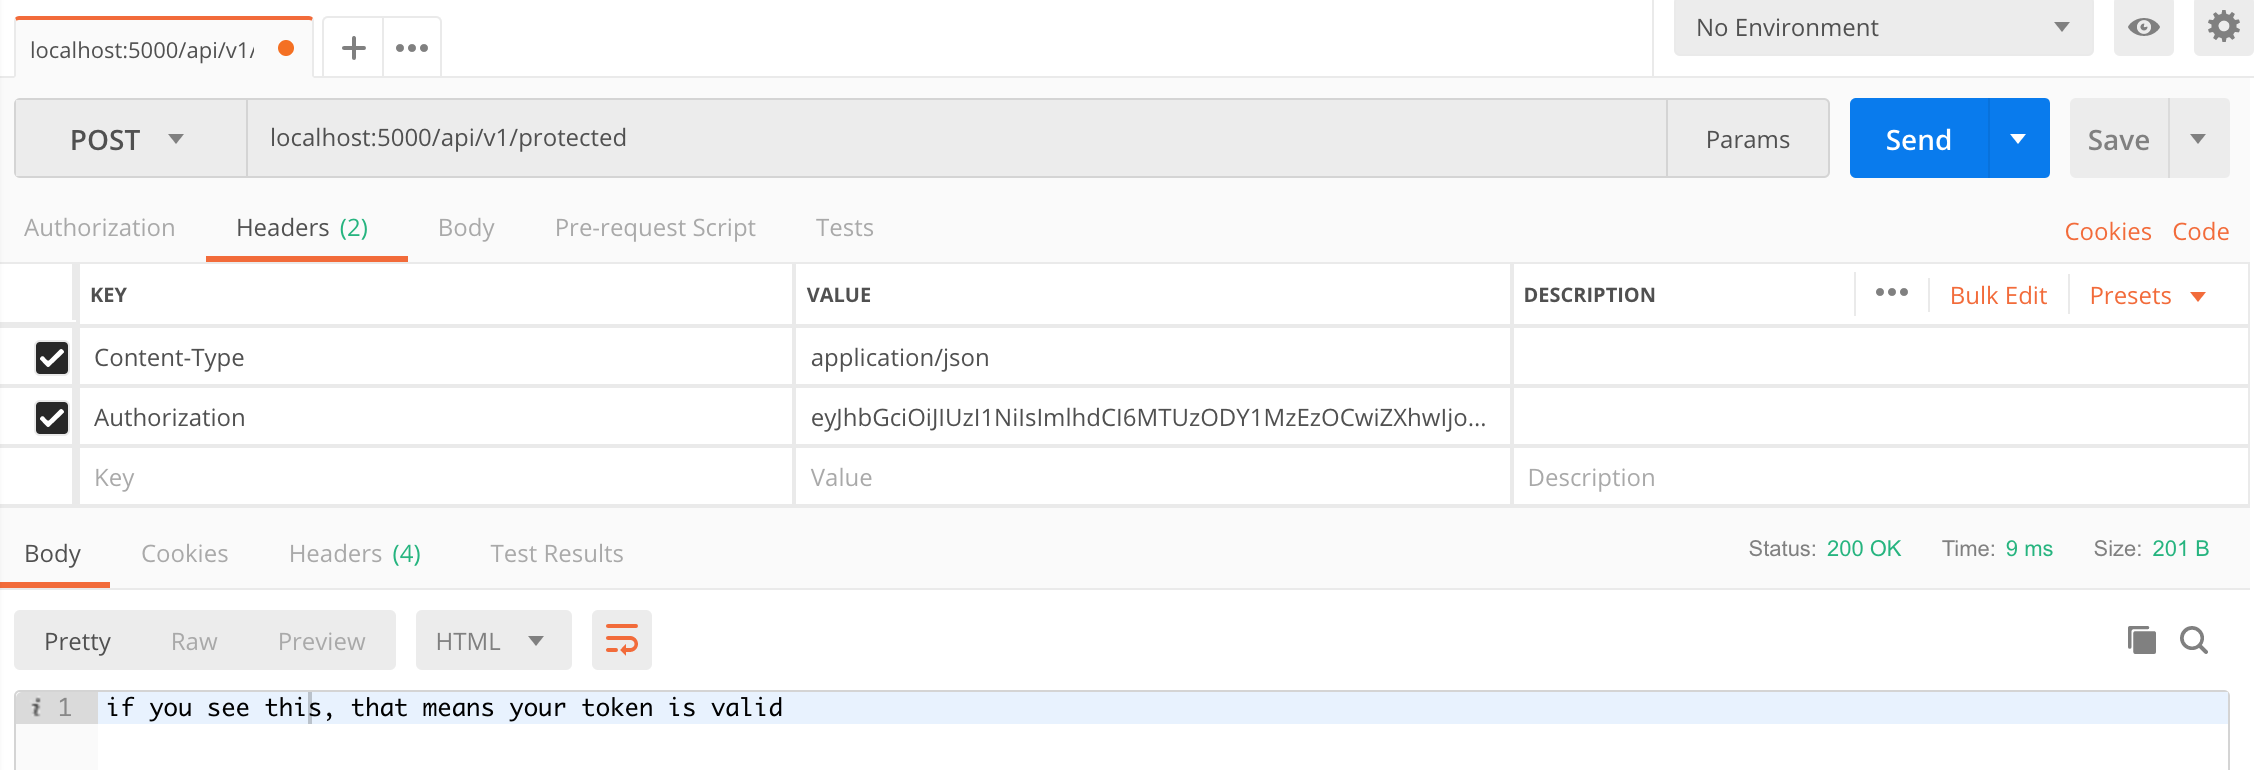 localhost:5000/api/v1/
No Environment
POST localhost:5000/api/v1/protected Params Send Save
Authorization Headers (2) Body Pre-request Script Tests Cookies Code
KEY VALUE DESCRIPTION Bulk Edit Presets
Content-Type application/json
Authorization eyJhbGciOiJIUzI1NiIsImlhdCI6MTUzODY1MzEzOCwiZXhwIjo...
Key Value Description
Body Cookies Headers (4) Test Results Status: 200 OK Time: 9 ms Size: 201 B
Pretty Raw Preview HTML
i 1 if you see this, that means your token is valid